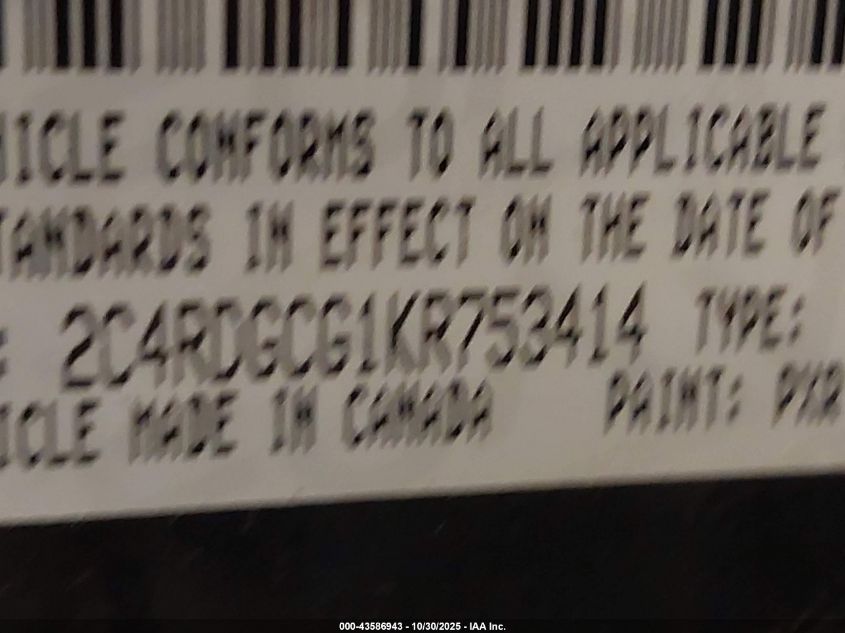 HICLE CONFORMS TO ALL APPLICABLE
TANDARDS IN EFFECT ON THE DATE OF
: 2C4RDGCG1KR753414 TYPE:
ICLE MADE IN CANADA PAINT: PXR
000-43586943 - 10/30/2025 - IAA Inc.